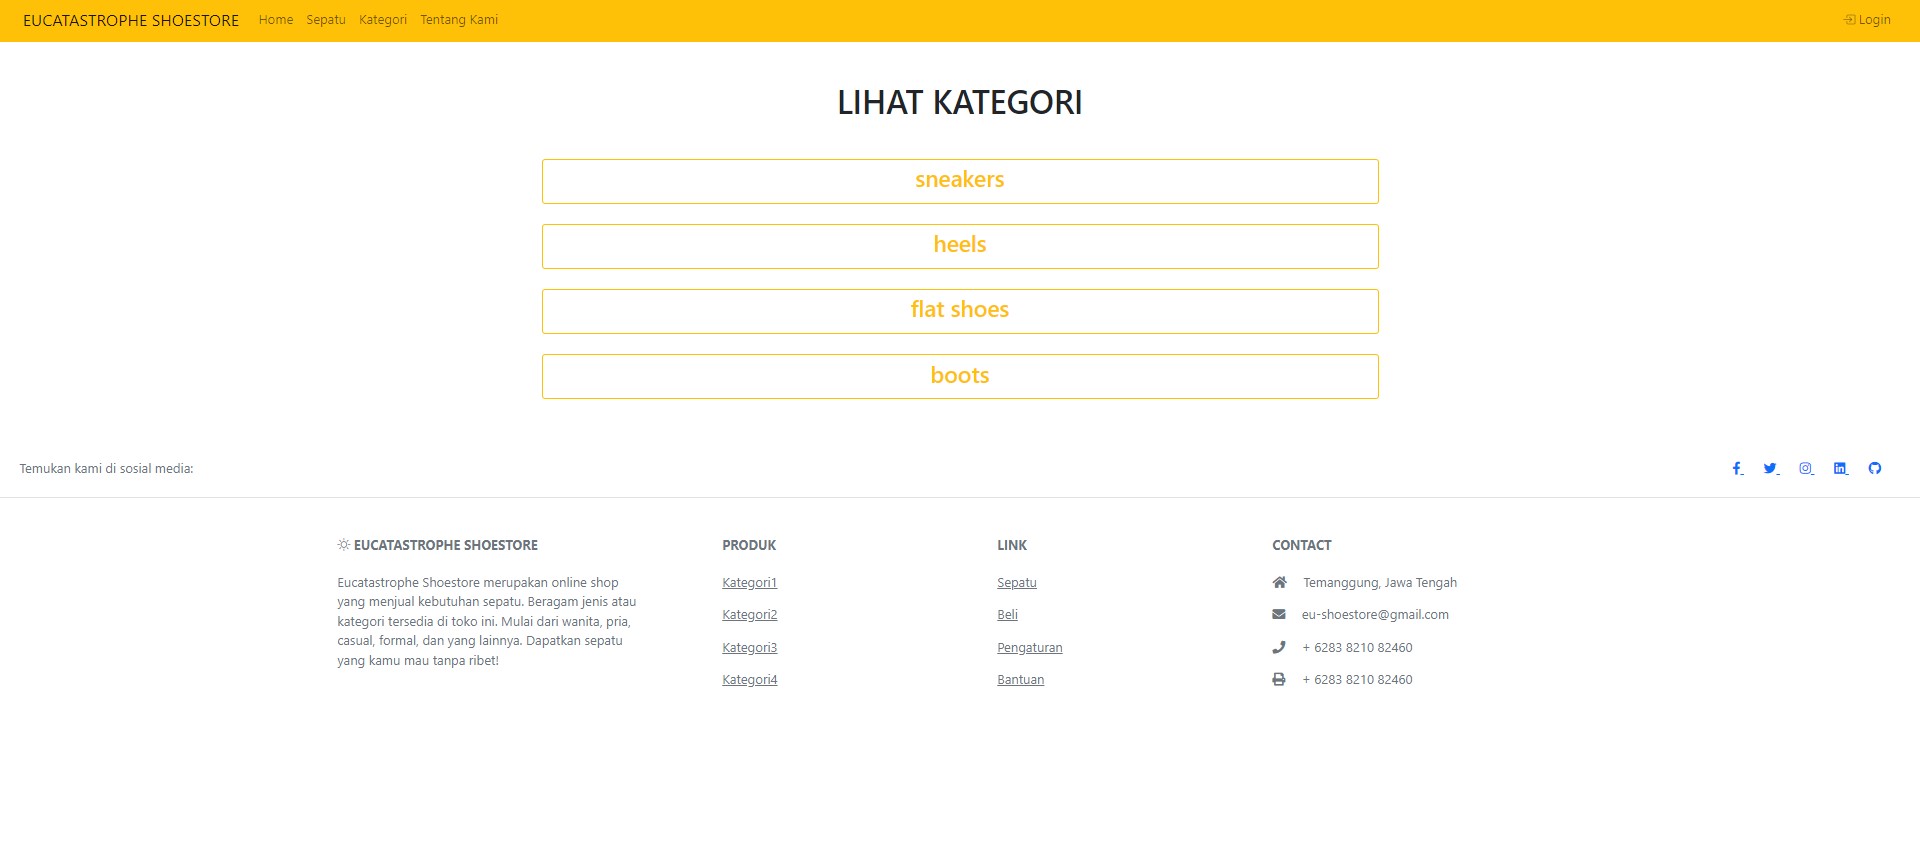 EUCATASTROPHE SHOESTORE Home Sepatu Kategori Tentang Kami Login
LIHAT KATEGORI
sneakers
heels
flat shoes
boots
Temukan kami di sosial media:
EUCATASTROPHE SHOESTORE
Eucatastrophe Shoestore merupakan online shop
yang menjual kebutuhan sepatu. Beragam jenis atau
kategori tersedia di toko ini. Mulai dari wanita, pria,
casual, formal, dan yang lainnya. Dapatkan sepatu
yang kamu mau tanpa ribet!
PRODUK
Kategori1
Kategori2
Kategori3
Kategori4
LINK
Sepatu
Beli
Pengaturan
Bantuan
CONTACT
Temanggung, Jawa Tengah
eu-shoestore@gmail.com
+ 6283 8210 82460
+ 6283 8210 82460